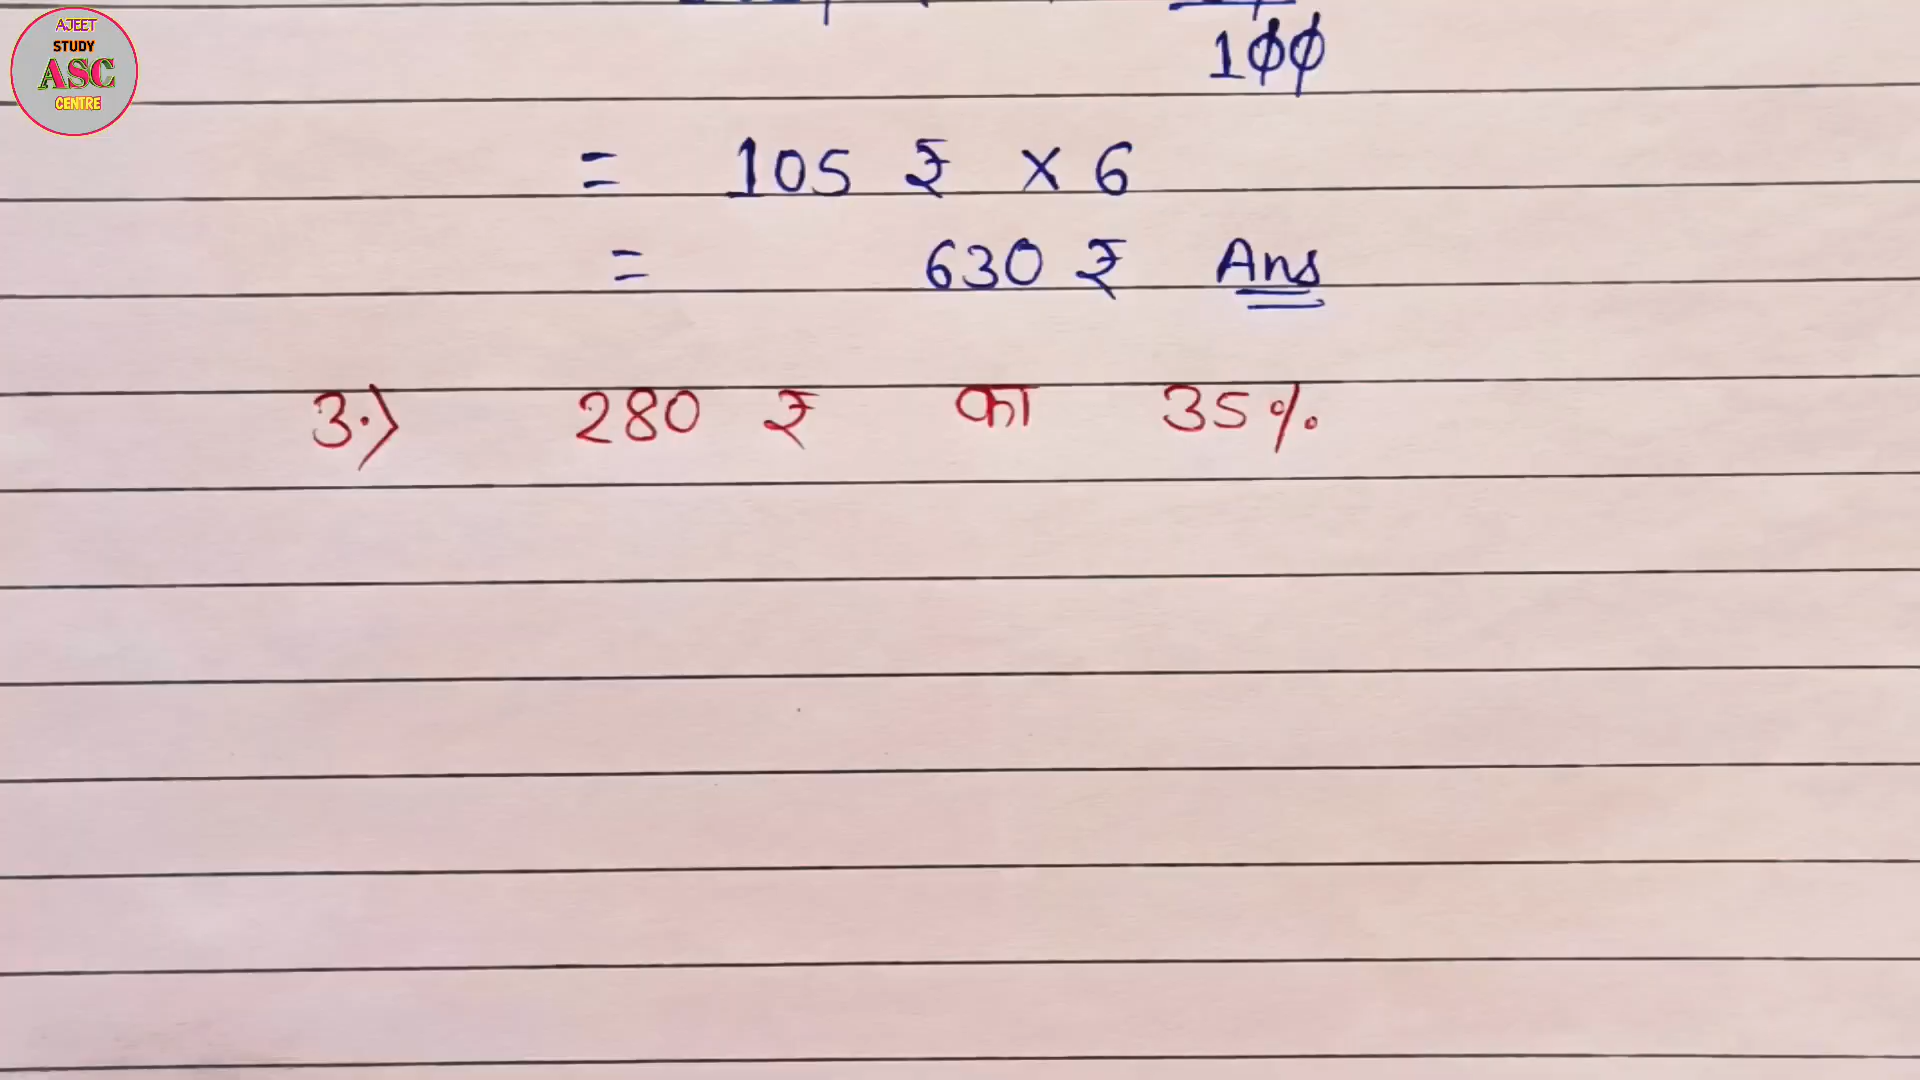 AJEET
STUDY
ASC
CENTRE
100
= 105 ₹ × 6
= 630 ₹ Ans
3.) 280 ₹ का 35%